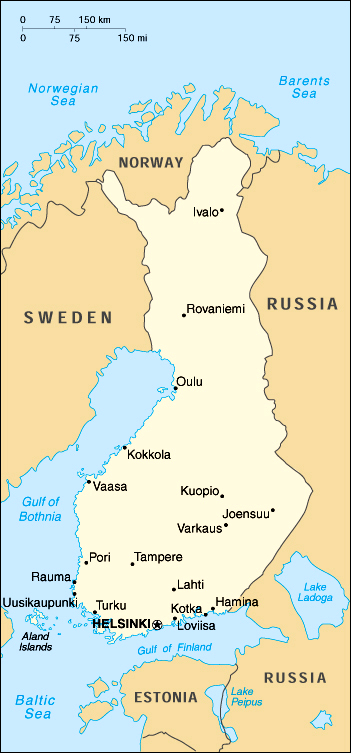 0 75 150 km
0 75 150 mi
Norwegian
Sea
Barents
Sea
NORWAY
Ivalo
SWEDEN
RUSSIA
Rovaniemi
Oulu
Kokkola
Vaasa
Kuopio
Gulf of
Bothnia
Joensuu
Varkaus
Pori
Tampere
Rauma
Lahti
Lake
Ladoga
Uusikaupunki
Turku
Kotka
Hamina
HELSINKI
Loviisa
Aland
Islands
Gulf of Finland
Baltic
Sea
ESTONIA
Lake
Peipus
RUSSIA